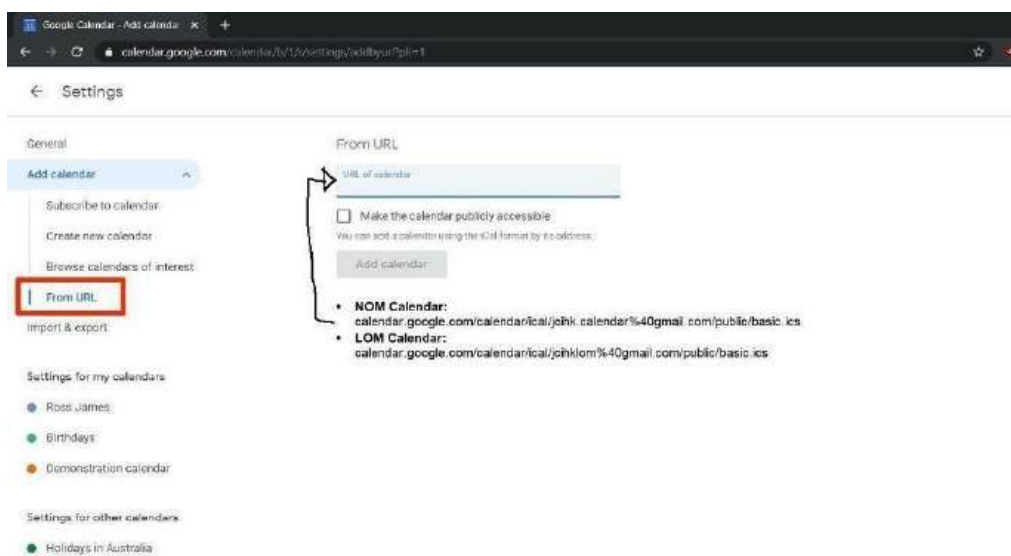 Google Calendar - Add calendar
calendar.google.com/calendar/b/1/r/settings/addbyurl?pli=1
Settings
General
Add calendar
Subscribe to calendar
Create new calendar
Browse calendars of interest
From URL
Import & export
Settings for my calendars
Ross James
Birthdays
Demonstration calendar
Settings for other calendars
Holidays in Australia
From URL
URL of calendar
Make the calendar publicly accessible
You can add a calendar using the iCal format by its address.
Add calendar
• NOM Calendar:
calendar.google.com/calendar/ical/jcihk.calendar%40gmail.com/public/basic.ics
• LOM Calendar:
calendar.google.com/calendar/ical/jcihklom%40gmail.com/public/basic.ics